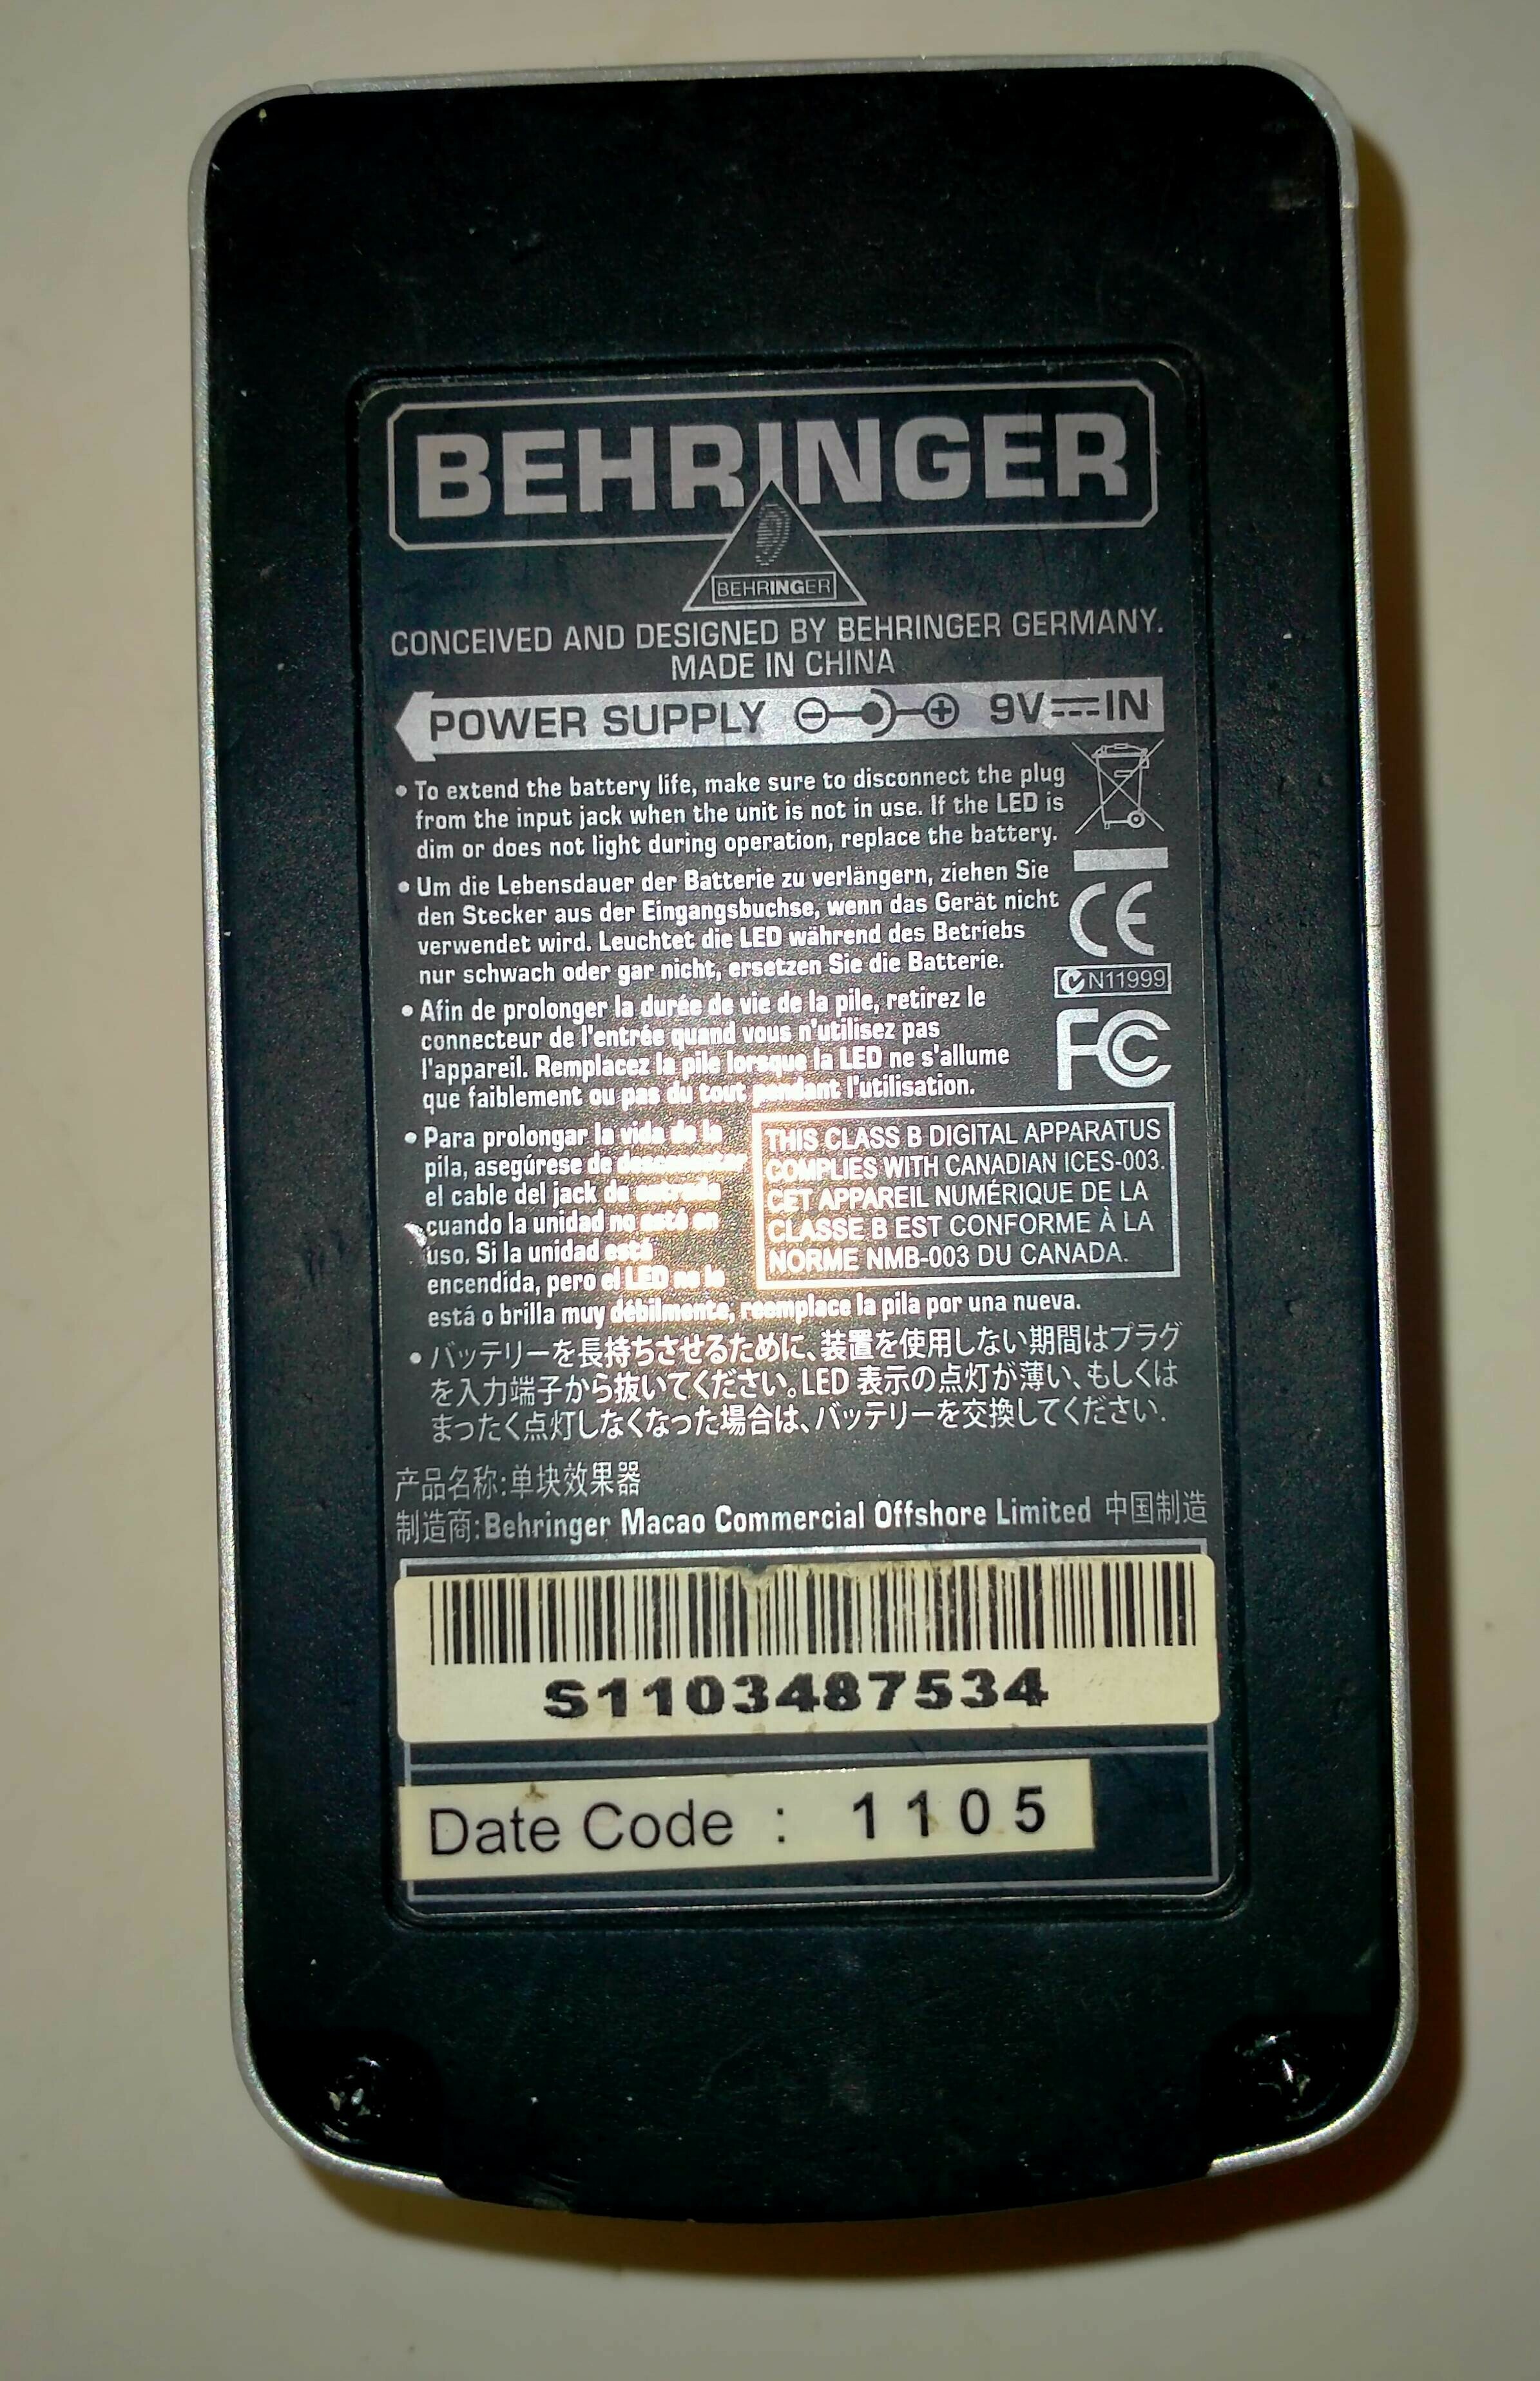 BEHRINGER
BEHRINGER
CONCEIVED AND DESIGNED BY BEHRINGER GERMANY.
MADE IN CHINA
POWER SUPPLY 9V IN
• To extend the battery life, make sure to disconnect the plug
from the input jack when the unit is not in use. If the LED is
dim or does not light during operation, replace the battery.
• Um die Lebensdauer der Batterie zu verlängern, ziehen Sie
den Stecker aus der Eingangsbuchse, wenn das Gerät nicht
verwendet wird. Leuchtet die LED während des Betriebs
nur schwach oder gar nicht, ersetzen Sie die Batterie.
CE
N11999
FC
• Afin de prolonger la durée de vie de la pile, retirez le
connecteur de l'entrée quand vous n'utilisez pas
l'appareil. Remplacez la pile lorsque la LED ne s'allume
que faiblement ou pas du tout pendant l'utilisation.
• Para prolongar la vida de la
pila, asegúrese de desconectar
el cable del jack de entrada
cuando la unidad no esté en
uso. Si la unidad está
encendida, pero el LED no lo
está o brilla muy débilmente, reemplace la pila por una nueva.
THIS CLASS B DIGITAL APPARATUS
COMPLIES WITH CANADIAN ICES-003.
CET APPAREIL NUMÉRIQUE DE LA
CLASSE B EST CONFORME À LA
NORME NMB-003 DU CANADA.
• バッテリーを長持ちさせるために、装置を使用しない期間はプラグ
を入力端子から抜いてください。LED 表示の点灯が薄い、もしくは
まったく点灯しなくなった場合は、バッテリーを交換してください.
产品名称:单块效果器
制造商:Behringer Macao Commercial Offshore Limited 中国制造
S1103487534
Date Code : 1105